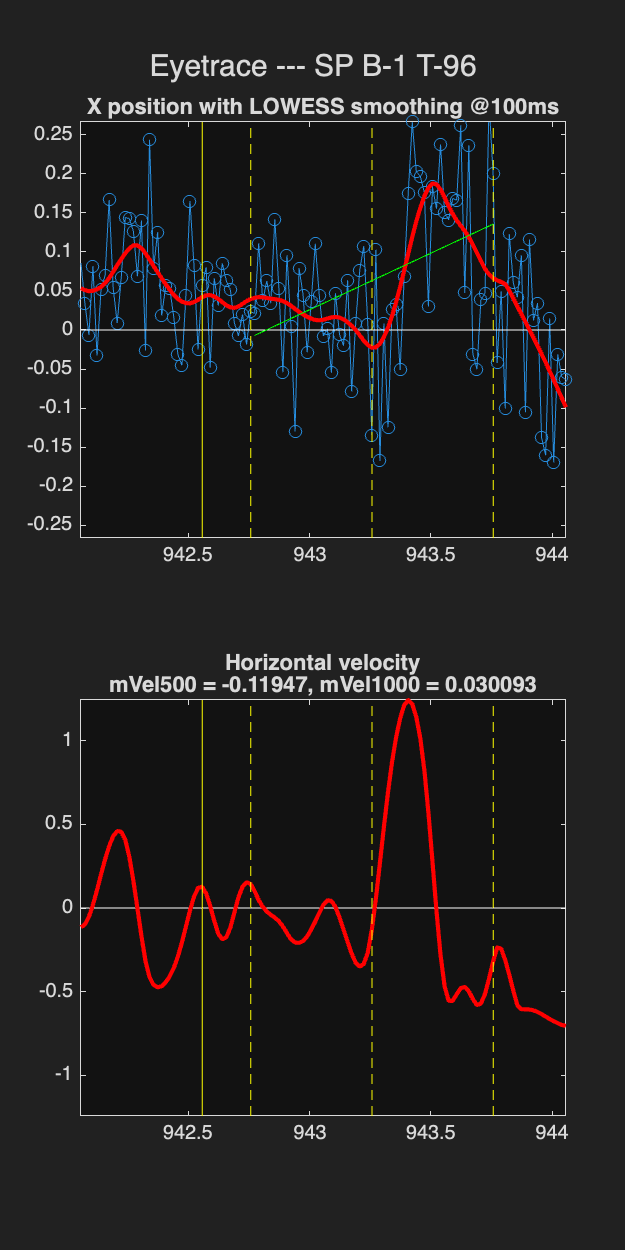 Eyetrace --- SP B-1 T-96
X position with LOWESS smoothing @100ms
0.25
0.2
0.15
0.1
0.05
0
-0.05
-0.1
-0.15
-0.2
-0.25
942.5 943 943.5 944
Horizontal velocity
mVel500 = -0.11947, mVel1000 = 0.030093
1
0.5
0
-0.5
-1
942.5 943 943.5 944